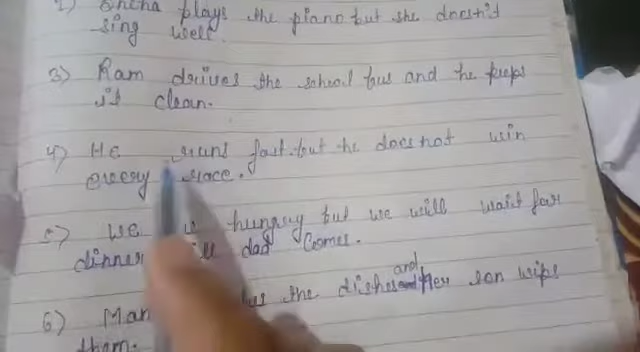 2) Sneha plays the piano but she doesn't
sing well.
3) Ram drives the school bus and he keeps
it clean.
4) He runs fast but he does not win
every race.
5) We hungry but we will wait for
dinner till dad comes.
and
6) the dishes her son wipe
them.